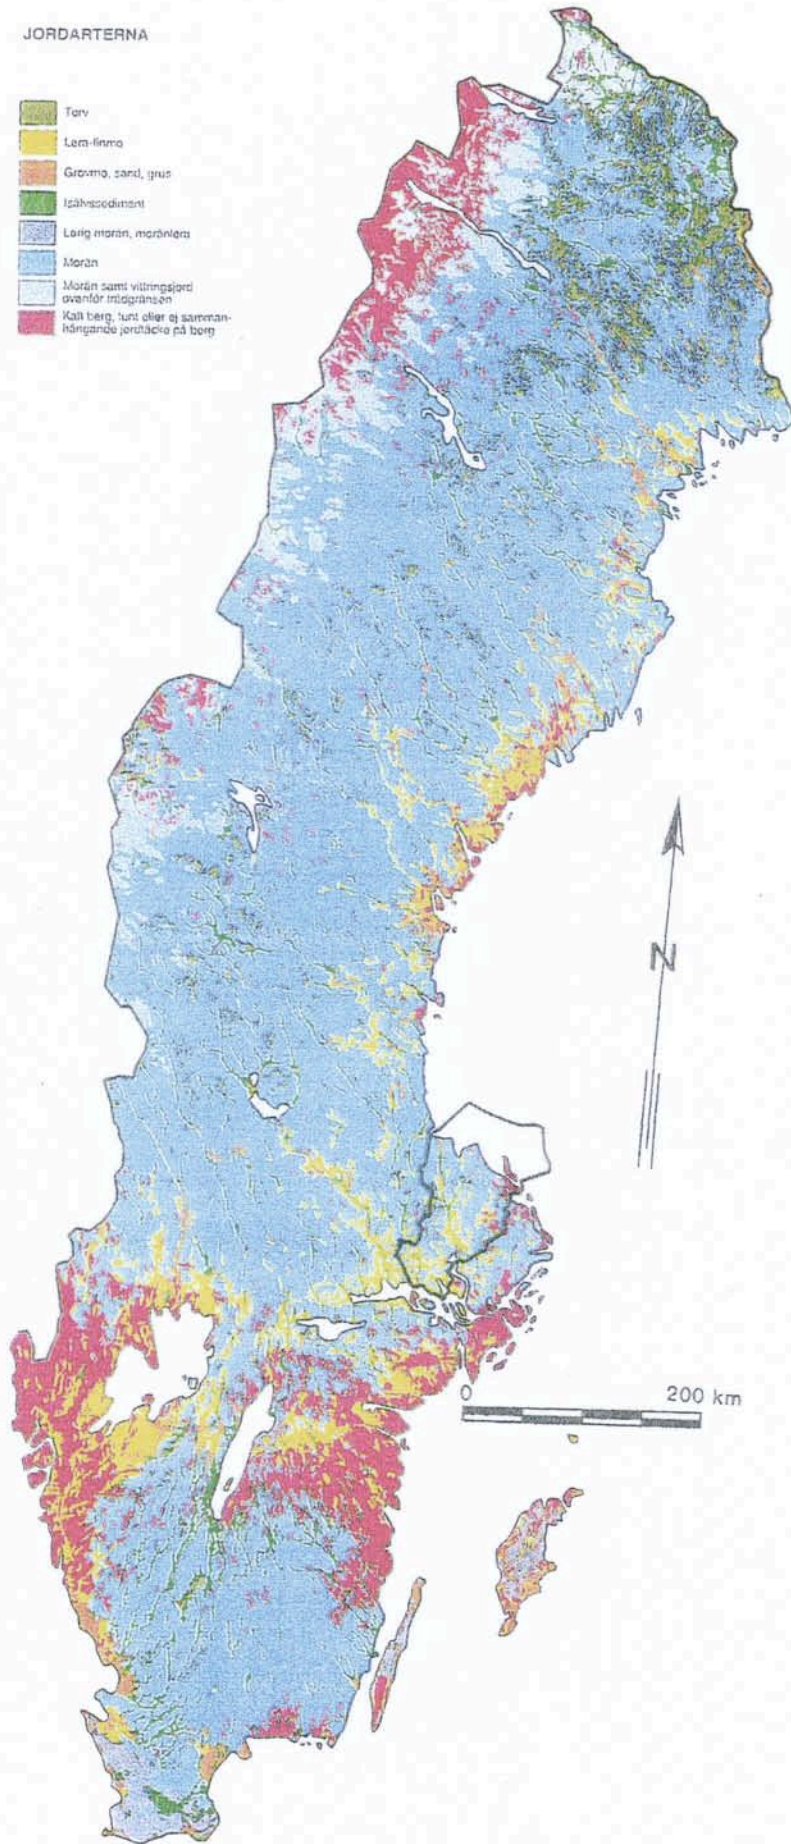 JORDARTERNA
Torv
Lera-finmo
Grovmo, sand, grus
Isälvssediment
Lerig morän, moränlera
Morän
Morän samt vittringsjord
ovanför trädgränsen
Kalt berg, tunt eller ej samman-
hängande jordtäcke på berg
N
0 200 km